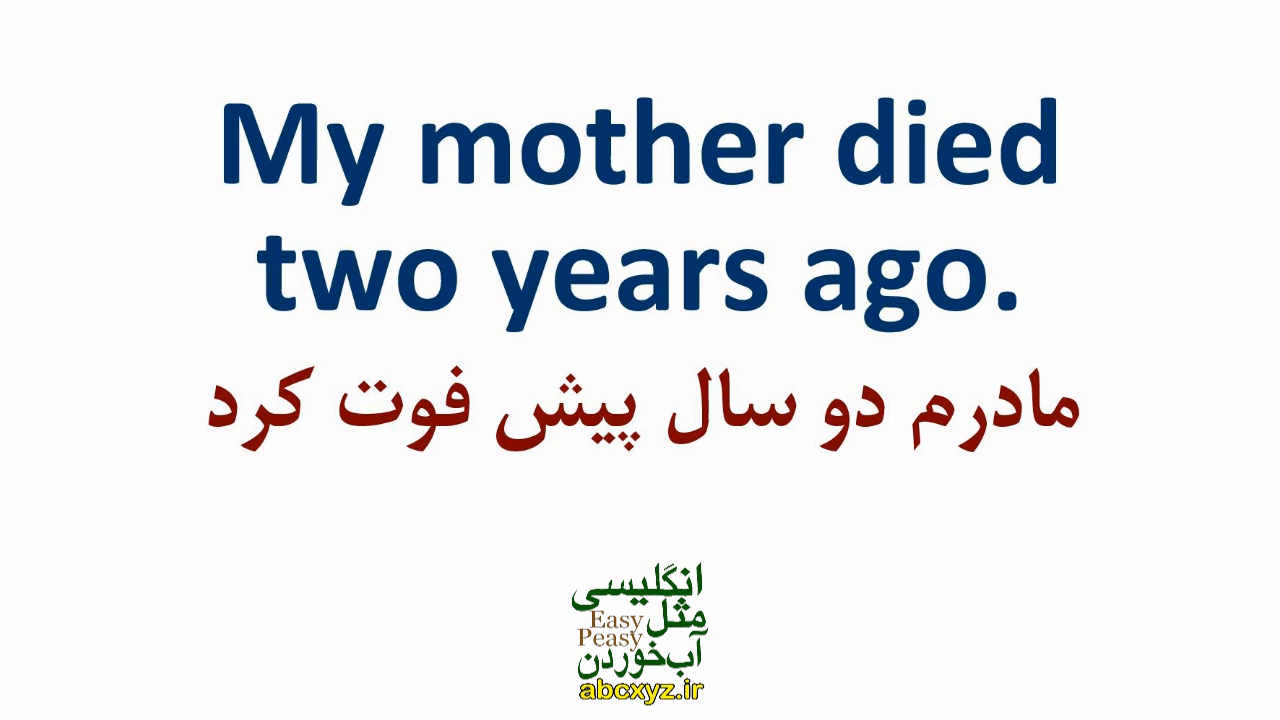 My mother died
two years ago.
مادرم دو سال پیش فوت کرد
انگلیسی
مثل
Easy
Peasy
آب‌خوردن
abcxyz.ir